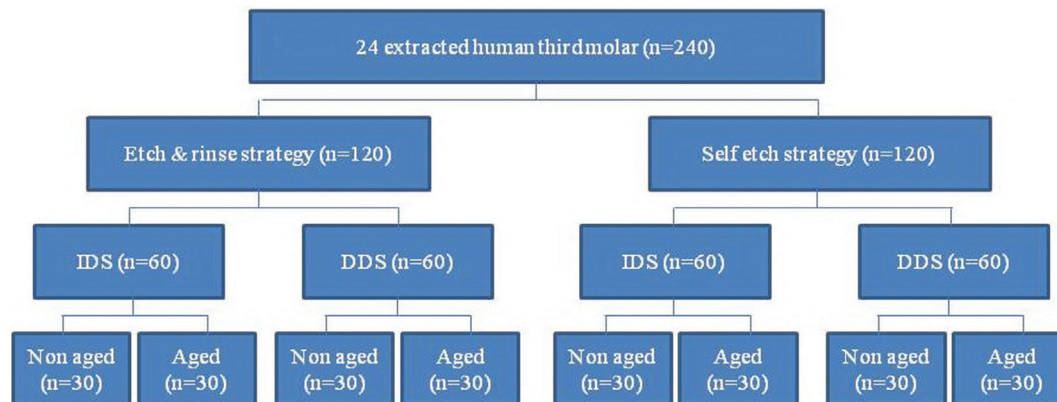 24 extracted human third molar (n=240)
Etch & rinse strategy (n=120)
Self etch strategy (n=120)
IDS (n=60)
DDS (n=60)
IDS (n=60)
DDS (n=60)
Non aged
(n=30)
Aged
(n=30)
Non aged
(n=30)
Aged
(n=30)
Non aged
(n=30)
Aged
(n=30)
Non aged
(n=30)
Aged
(n=30)